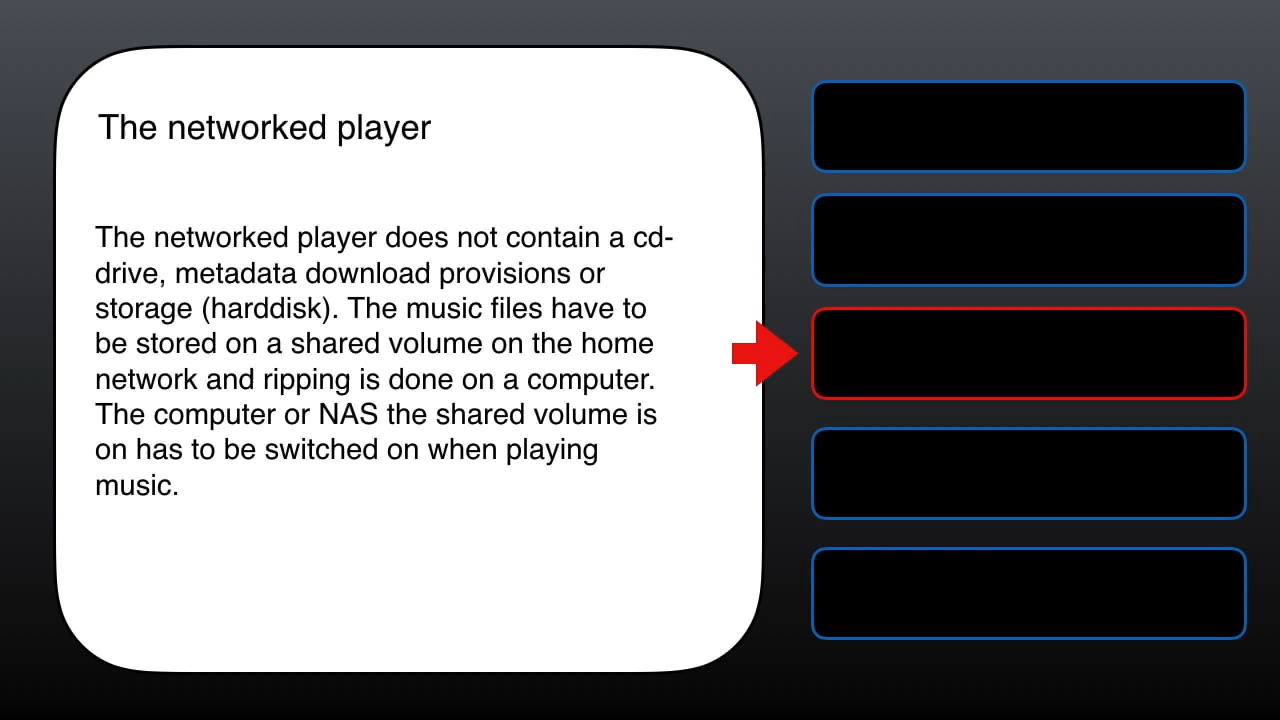 The networked player
The networked player does not contain a cd-
drive, metadata download provisions or
storage (harddisk). The music files have to
be stored on a shared volume on the home
network and ripping is done on a computer.
The computer or NAS the shared volume is
on has to be switched on when playing
music.